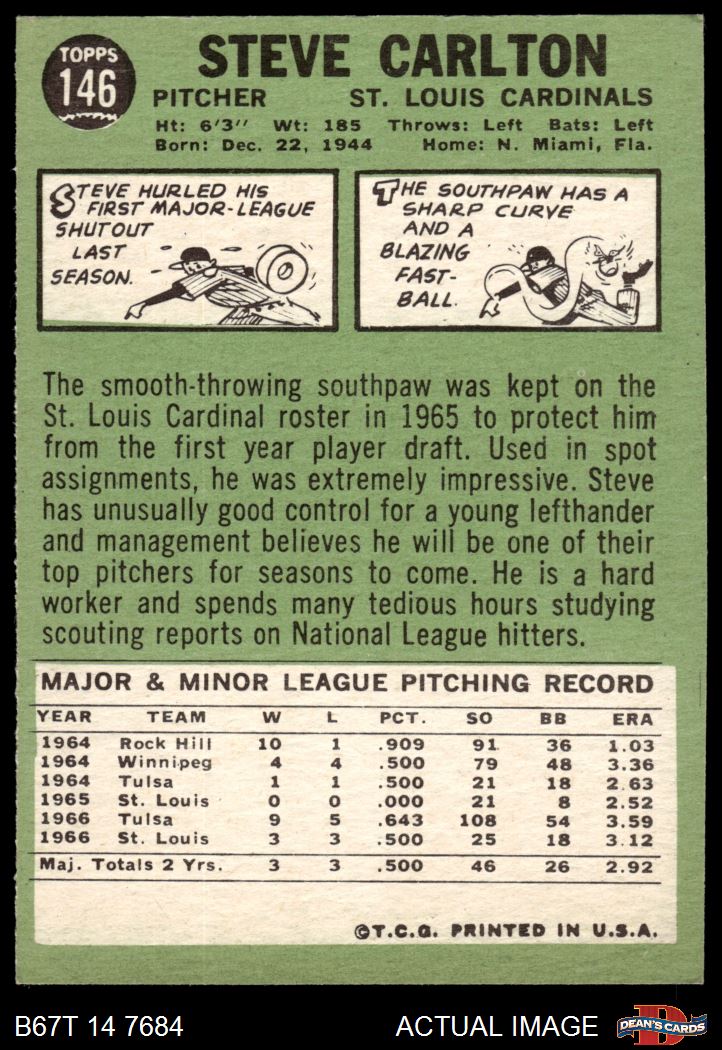 TOPPS
146
STEVE CARLTON
PITCHER ST. LOUIS CARDINALS
Ht: 6'3'' Wt: 185 Throws: Left Bats: Left
Born: Dec. 22, 1944 Home: N. Miami, Fla.
STEVE HURLED HIS
FIRST MAJOR-LEAGUE
SHUTOUT
LAST
SEASON.
THE SOUTHPAW HAS A
SHARP CURVE
AND A
BLAZING
FAST-
BALL.
The smooth-throwing southpaw was kept on the
St. Louis Cardinal roster in 1965 to protect him
from the first year player draft. Used in spot
assignments, he was extremely impressive. Steve
has unusually good control for a young lefthander
and management believes he will be one of their
top pitchers for seasons to come. He is a hard
worker and spends many tedious hours studying
scouting reports on National League hitters.
MAJOR & MINOR LEAGUE PITCHING RECORD
YEAR TEAM W L PCT. SO BB ERA
1964 Rock Hill 10 1 .909 91 36 1.03
1964 Winnipeg 4 4 .500 79 48 3.36
1964 Tulsa 1 1 .500 21 18 2.63
1965 St. Louis 0 0 .000 21 8 2.52
1966 Tulsa 9 5 .643 108 54 3.59
1966 St. Louis 3 3 .500 25 18 3.12
Maj. Totals 2 Yrs. 3 3 .500 46 26 2.92
©T.C.G. PRINTED IN U.S.A.
B67T 14 7684 ACTUAL IMAGE DEAN'S CARDS